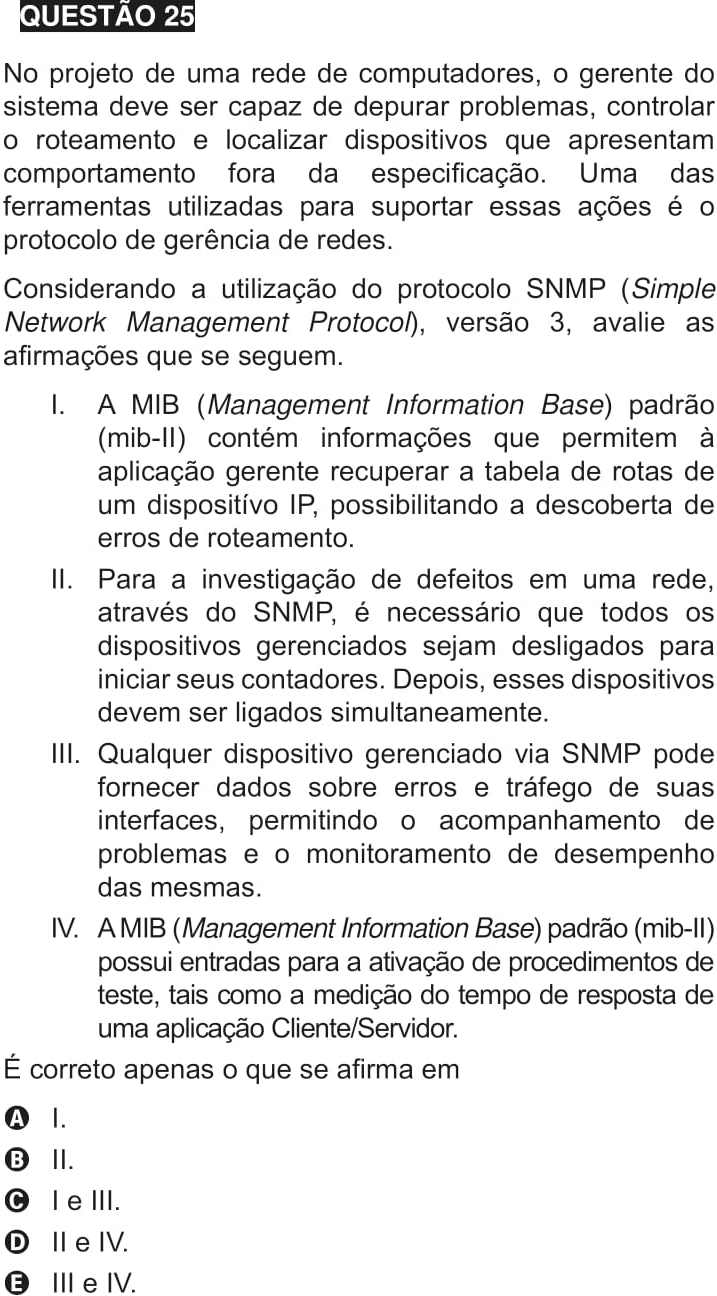 QUESTÃO 25
No projeto de uma rede de computadores, o gerente do
sistema deve ser capaz de depurar problemas, controlar
o roteamento e localizar dispositivos que apresentam
comportamento fora da especificação. Uma das
ferramentas utilizadas para suportar essas ações é o
protocolo de gerência de redes.
Considerando a utilização do protocolo SNMP (Simple
Network Management Protocol), versão 3, avalie as
afirmações que se seguem.
I. A MIB (Management Information Base) padrão
(mib-II) contém informações que permitem à
aplicação gerente recuperar a tabela de rotas de
um dispositívo IP, possibilitando a descoberta de
erros de roteamento.
II. Para a investigação de defeitos em uma rede,
através do SNMP, é necessário que todos os
dispositivos gerenciados sejam desligados para
iniciar seus contadores. Depois, esses dispositivos
devem ser ligados simultaneamente.
III. Qualquer dispositivo gerenciado via SNMP pode
fornecer dados sobre erros e tráfego de suas
interfaces, permitindo o acompanhamento de
problemas e o monitoramento de desempenho
das mesmas.
IV. A MIB (Management Information Base) padrão (mib-II)
possui entradas para a ativação de procedimentos de
teste, tais como a medição do tempo de resposta de
uma aplicação Cliente/Servidor.
É correto apenas o que se afirma em
A I.
B II.
C I e III.
D II e IV.
E III e IV.